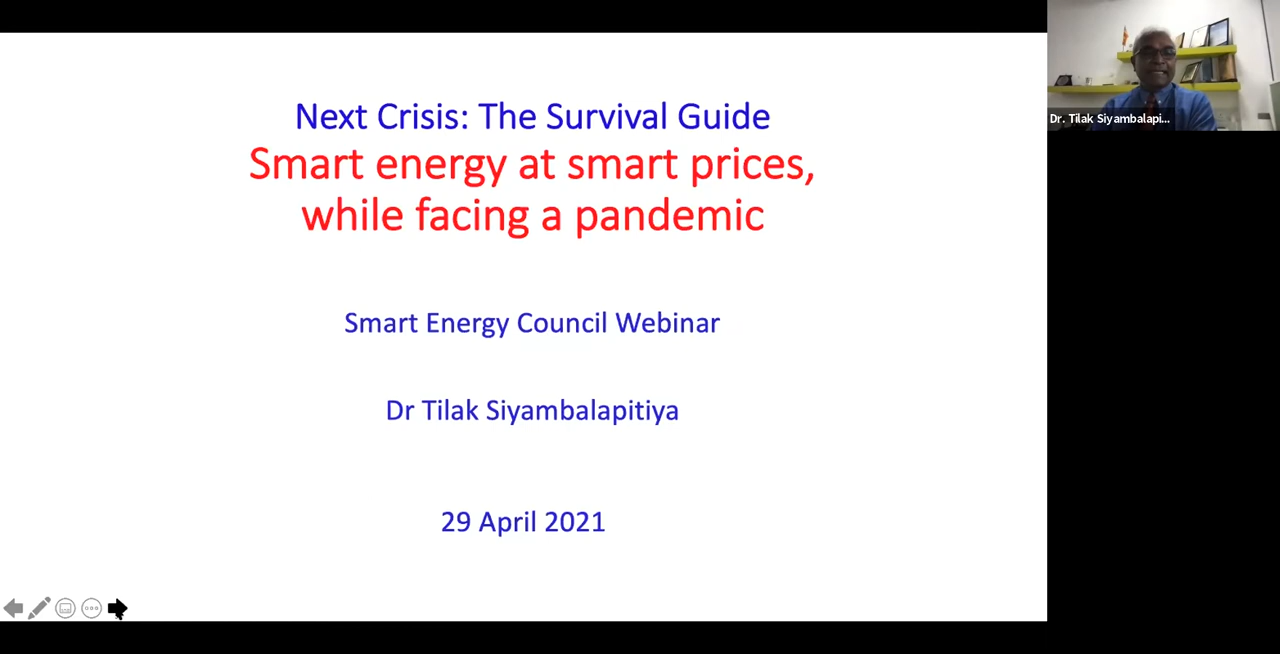 Next Crisis: The Survival Guide
Smart energy at smart prices,
while facing a pandemic
Smart Energy Council Webinar
Dr Tilak Siyambalapitiya
29 April 2021
Dr. Tilak Siyambalapi...